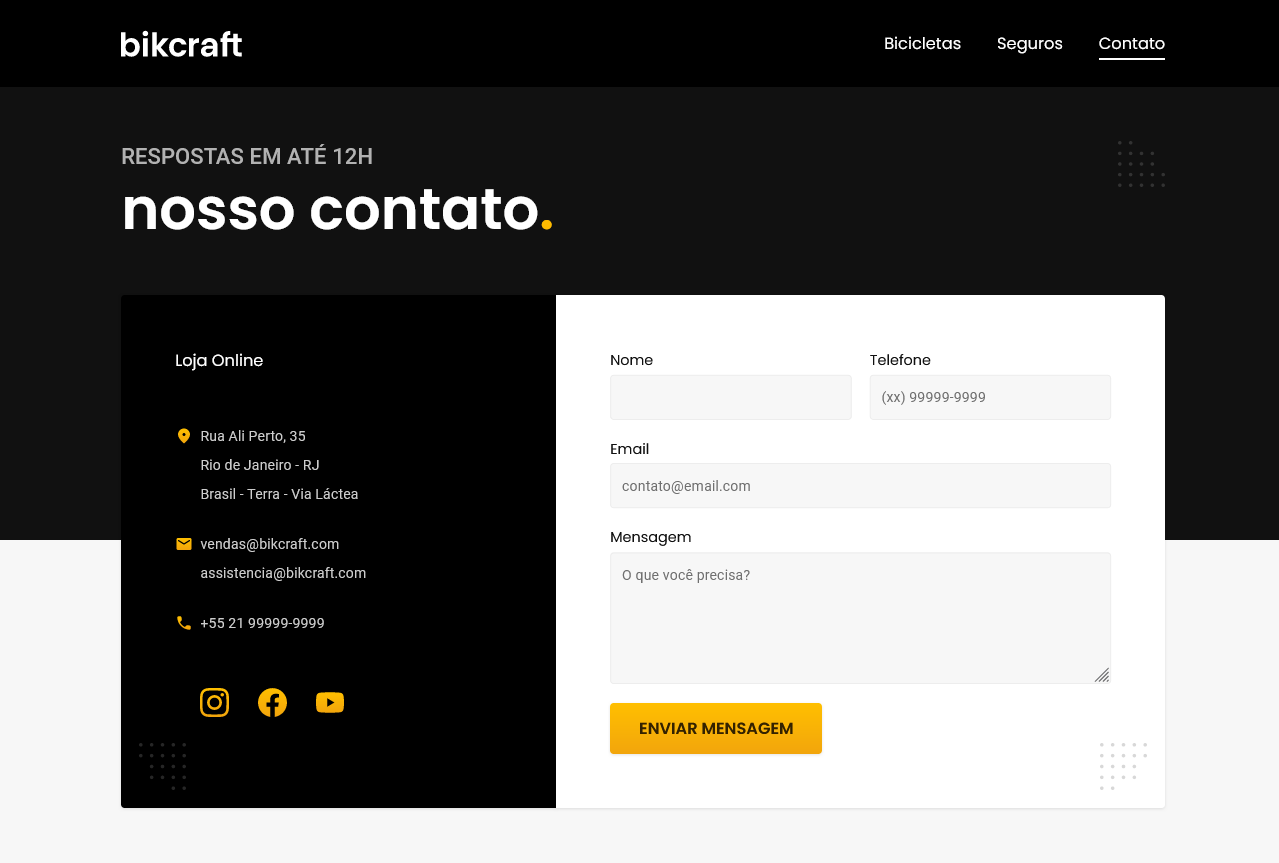 bikcraft
Bicicletas
Seguros
Contato
RESPOSTAS EM ATÉ 12H
nosso contato.
Loja Online
Rua Ali Perto, 35
Rio de Janeiro - RJ
Brasil - Terra - Via Láctea
vendas@bikcraft.com
assistencia@bikcraft.com
+55 21 99999-9999
Nome
Telefone
(xx) 99999-9999
Email
contato@email.com
Mensagem
O que você precisa?
ENVIAR MENSAGEM